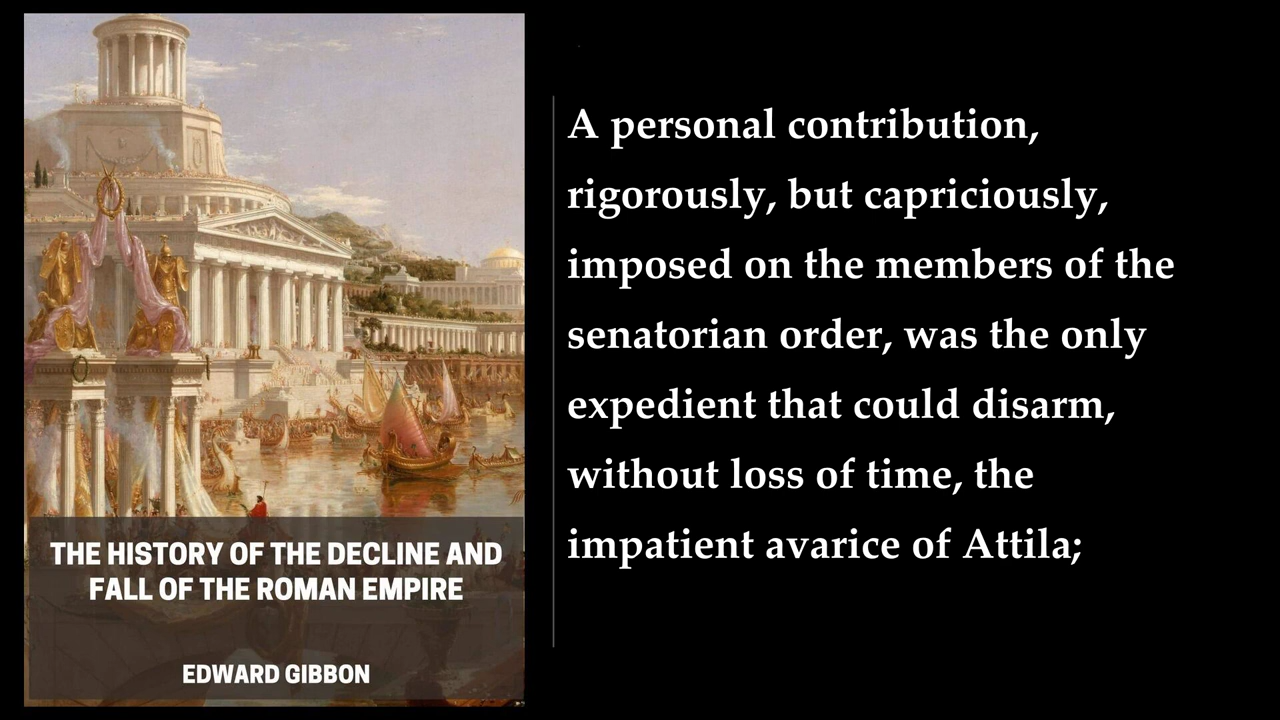 THE HISTORY OF THE DECLINE AND
FALL OF THE ROMAN EMPIRE
EDWARD GIBBON
A personal contribution,
rigorously, but capriciously,
imposed on the members of the
senatorian order, was the only
expedient that could disarm,
without loss of time, the
impatient avarice of Attila;